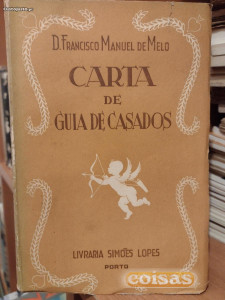 D. FRANCISCO MANUEL DE MELO
CARTA
DE
GUIA DE CASADOS
LIVRARIA SIMÕES LOPES
PORTO
coisas